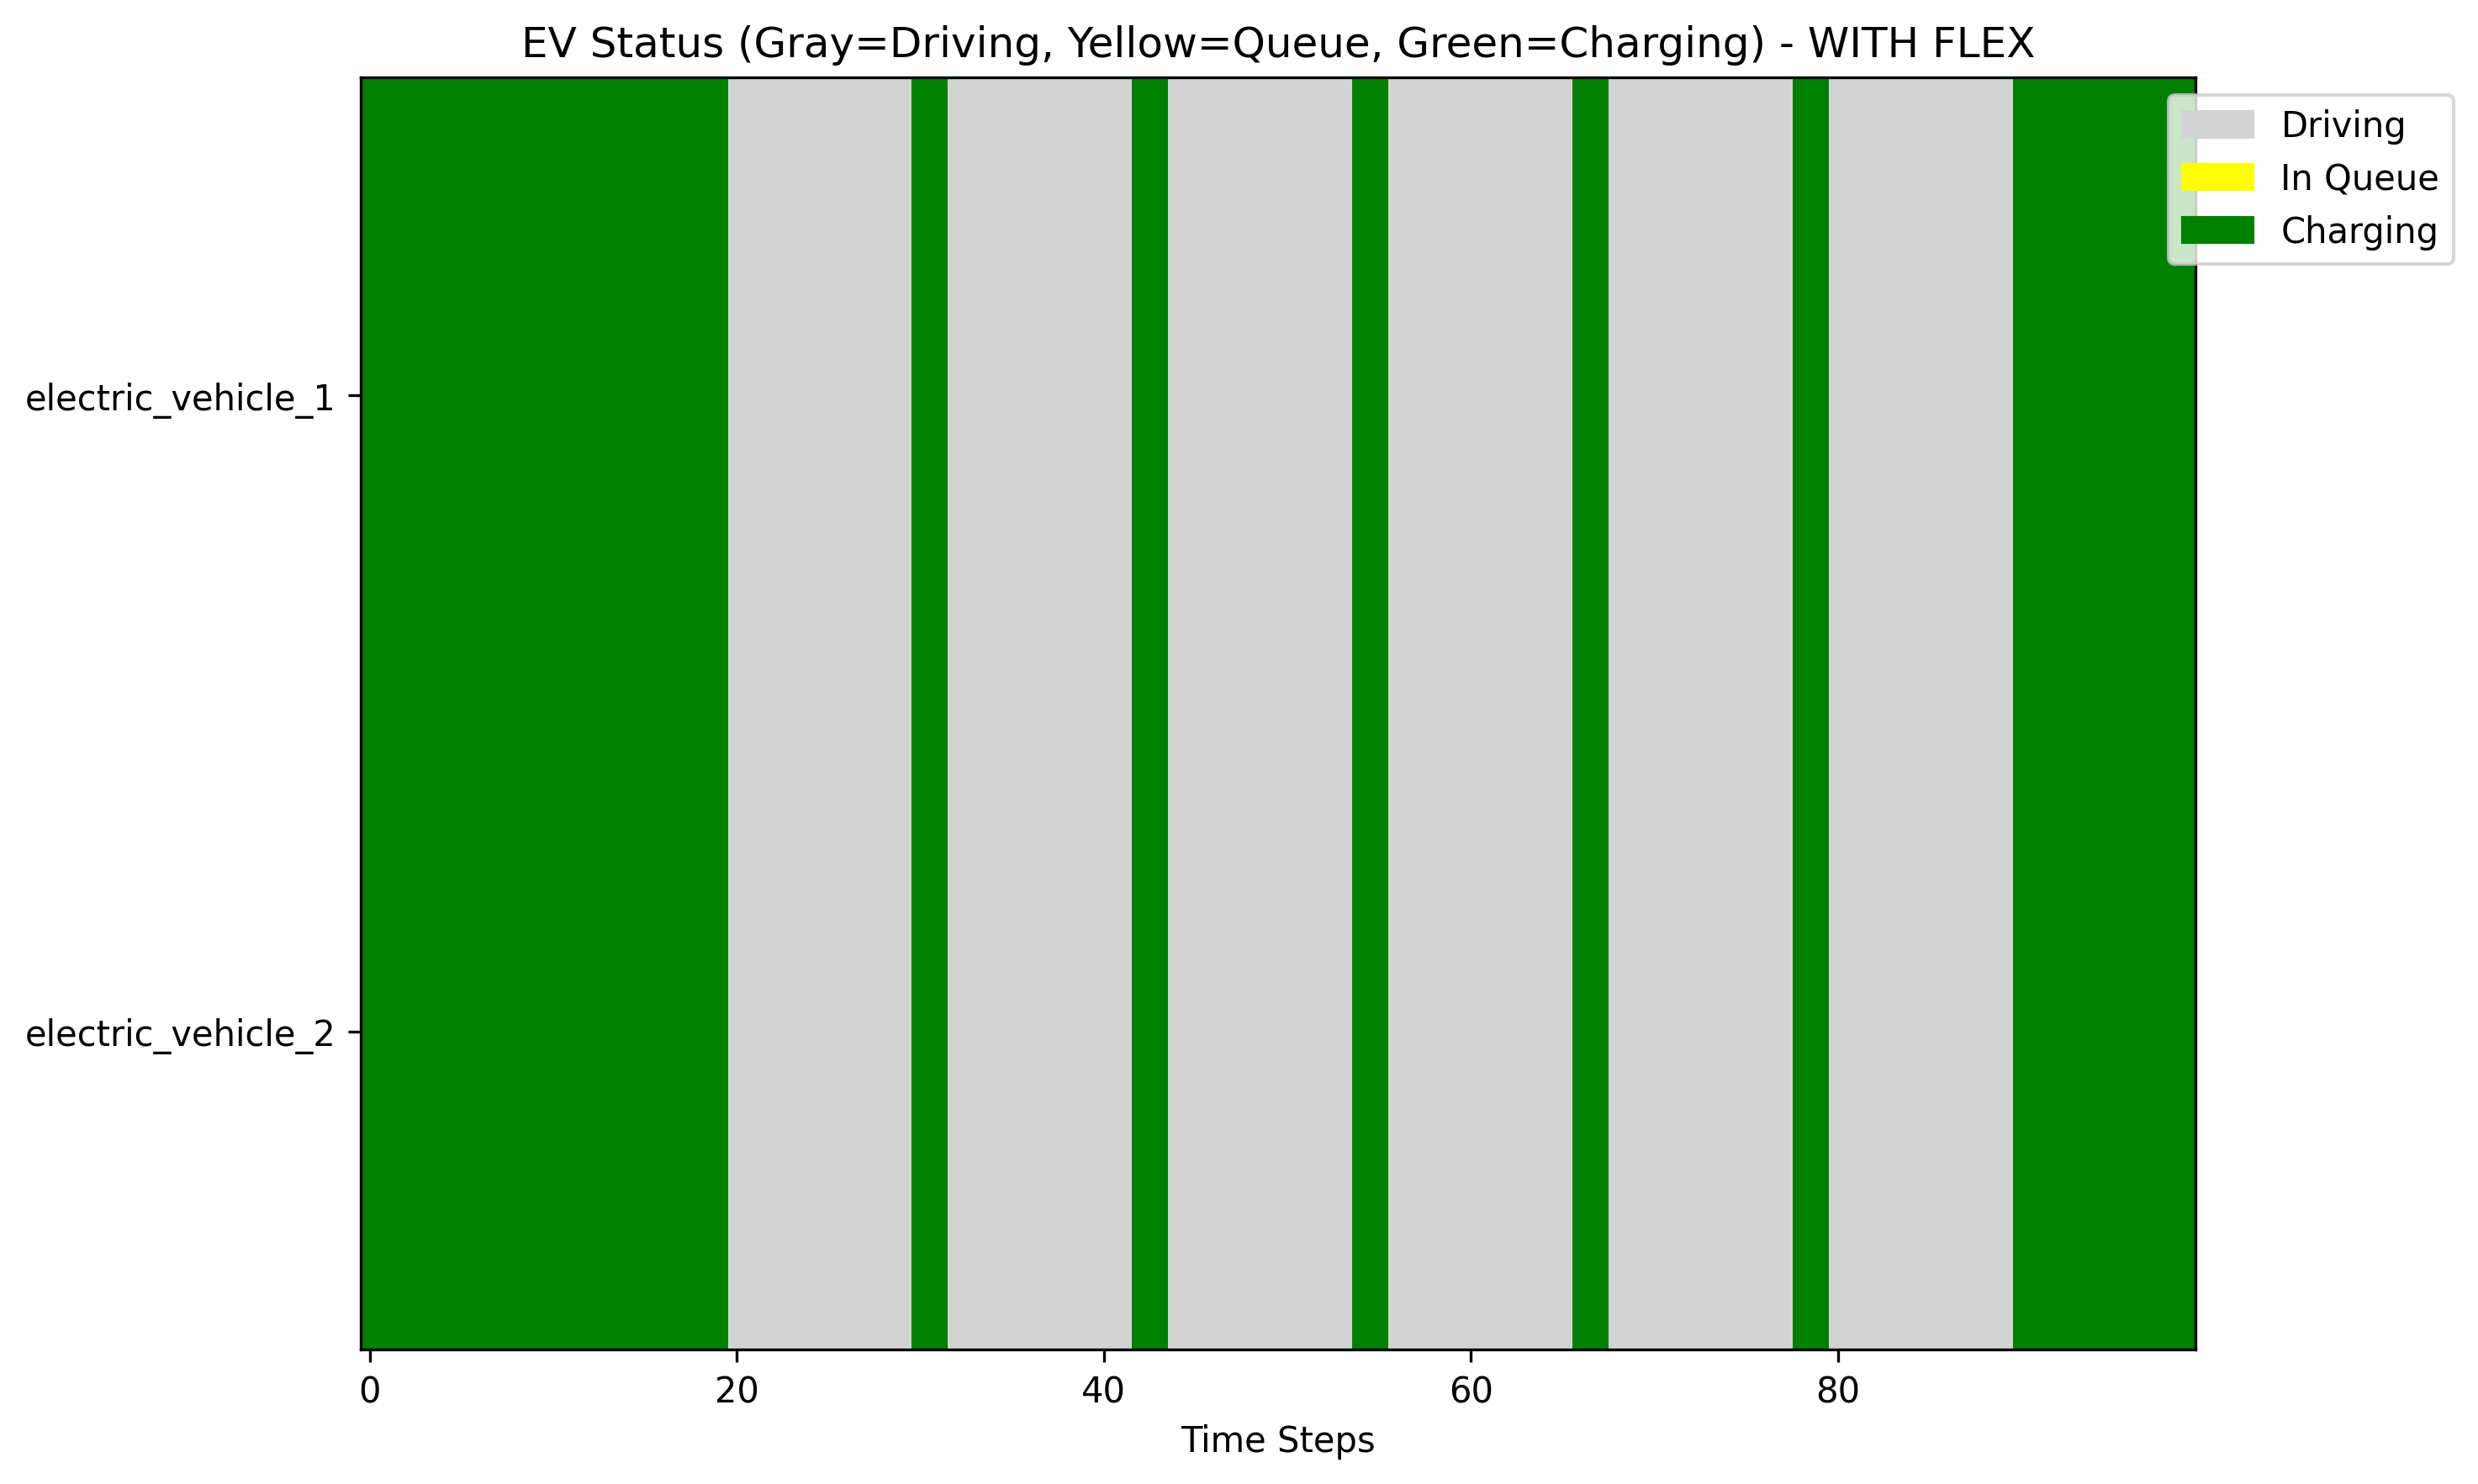 EV Status (Gray=Driving, Yellow=Queue, Green=Charging) - WITH FLEX
Driving
In Queue
Charging
electric_vehicle_1
electric_vehicle_2
0 20 40 60 80
Time Steps